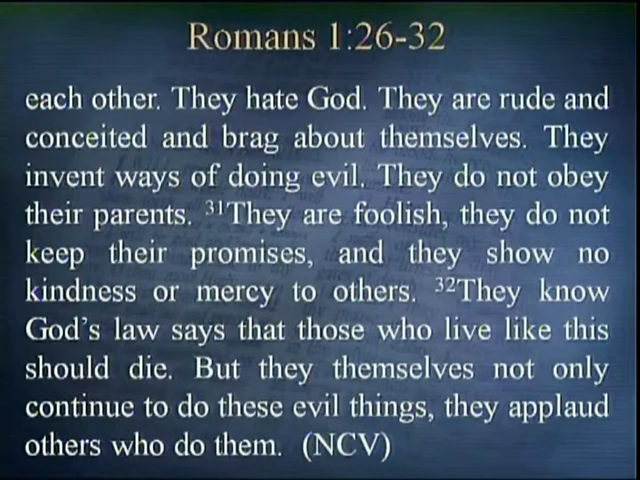 Romans 1:26-32
each other. They hate God. They are rude and
conceited and brag about themselves. They
invent ways of doing evil. They do not obey
their parents. ³¹They are foolish, they do not
keep their promises, and they show no
kindness or mercy to others. ³²They know
God's law says that those who live like this
should die. But they themselves not only
continue to do these evil things, they applaud
others who do them. (NCV)